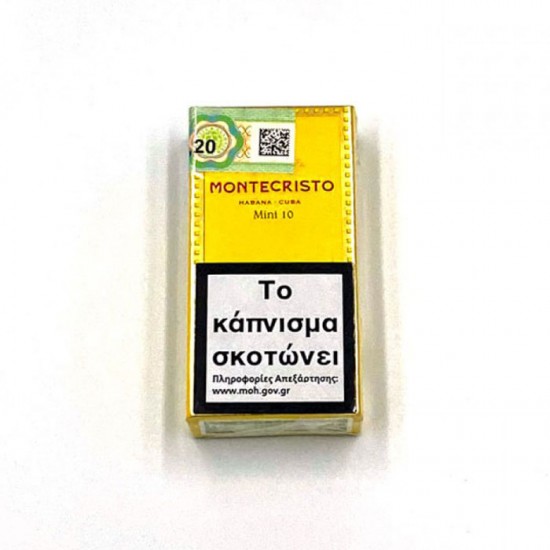 20
MONTECRISTO
HABANA · CUBA
Mini 10
Το
κάπνισμα
σκοτώνει
Πληροφορίες Απεξάρτησης:
www.moh.gov.gr